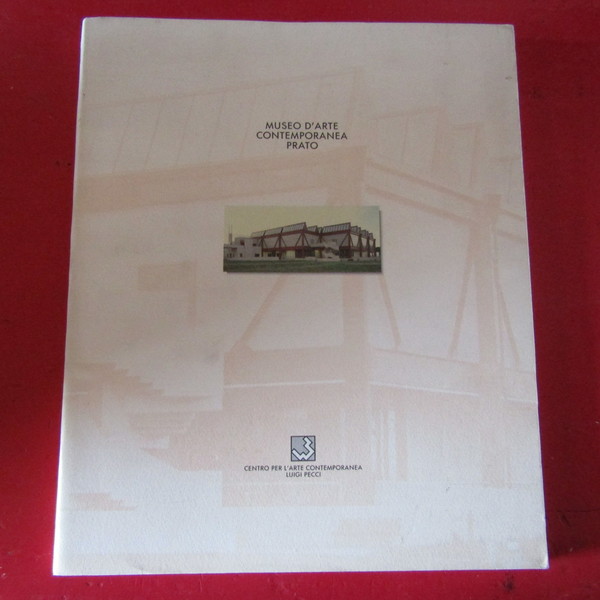 MUSEO D'ARTE
CONTEMPORANEA
PRATO
CENTRO PER L'ARTE CONTEMPORANEA
LUIGI PECCI